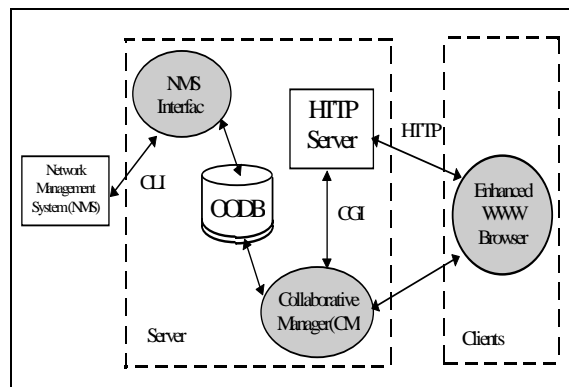 NMS
Interfac
HTTP
Server
HTTP
Network
Management
System (NMS)
CLI
OODB
CGI
Enhanced
WWW
Browser
Collaborative
Manager(CM
Server
Clients